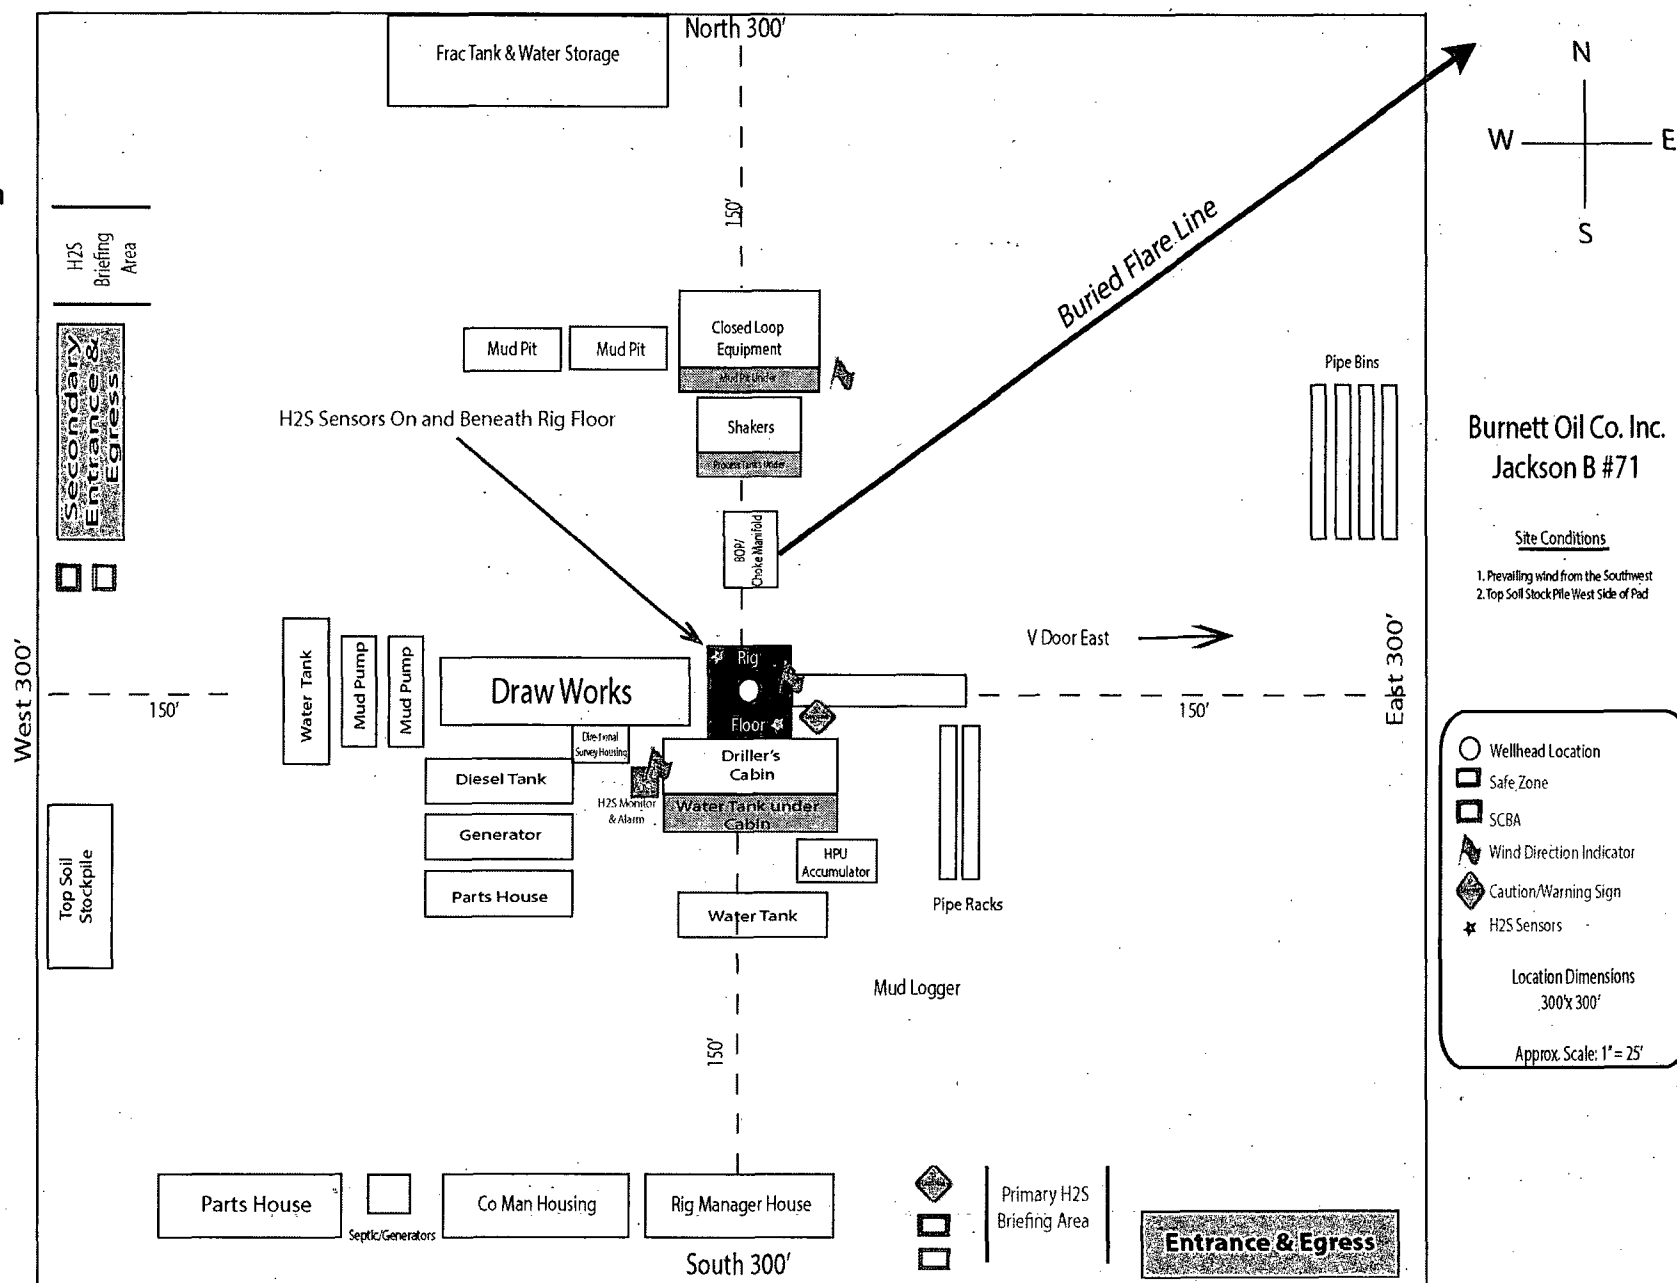 North 300'
Frac Tank & Water Storage
N
W E
S
150'
H2S
Briefing
Area
Buried Flare Line
Secondary
Entrance &
Egress
Mud Pit
Mud Pit
Closed Loop
Equipment
Mud Pit Under
Pipe Bins
H2S Sensors On and Beneath Rig Floor
Shakers
Process Tanks Under
Burnett Oil Co. Inc.
Jackson B #71
BOP/
Choke Manifold
Site Conditions
1. Prevailing wind from the Southwest
2. Top Soil Stock Pile West Side of Pad
West 300'
150'
Water Tank
Mud Pump
Mud Pump
Draw Works
Rig
Floor
V Door East
150'
East 300'
Directional
Survey Housing
Driller's
Cabin
Water Tank under
Cabin
Diesel Tank
H2S Monitor
& Alarm
Generator
HPU
Accumulator
Parts House
Water Tank
Pipe Racks
Top Soil
Stockpile
Wellhead Location
Safe Zone
SCBA
Wind Direction Indicator
Caution/Warning Sign
H2S Sensors
Location Dimensions
300'x 300'
Approx. Scale: 1" = 25'
Mud Logger
150'
Parts House
Septic/Generators
Co Man Housing
Rig Manager House
Primary H2S
Briefing Area
Entrance & Egress
South 300'